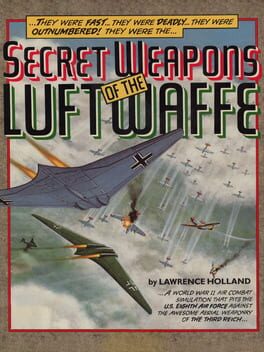 ...THEY WERE FAST...THEY WERE DEADLY...THEY WERE
OUTNUMBERED! THEY WERE THE...
SECRET WEAPONS
OF THE
LUFTWAFFE
by LAWRENCE HOLLAND
...A WORLD WAR II AIR COMBAT
SIMULATION THAT PITS THE
U.S. EIGHTH AIR FORCE AGAINST
THE AWESOME AERIAL WEAPONRY
OF THE THIRD REICH...